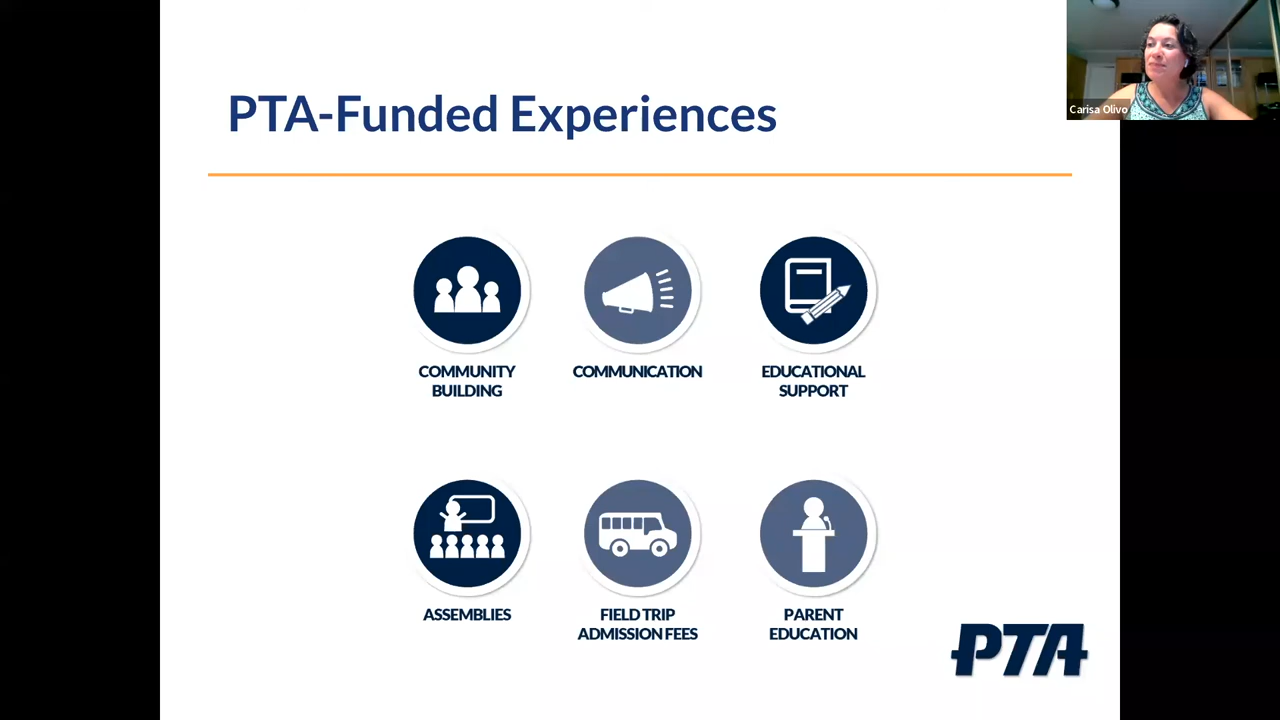 PTA-Funded Experiences
Carisa Olivo
COMMUNITY
BUILDING
COMMUNICATION
EDUCATIONAL
SUPPORT
ASSEMBLIES
FIELD TRIP
ADMISSION FEES
PARENT
EDUCATION
PTA